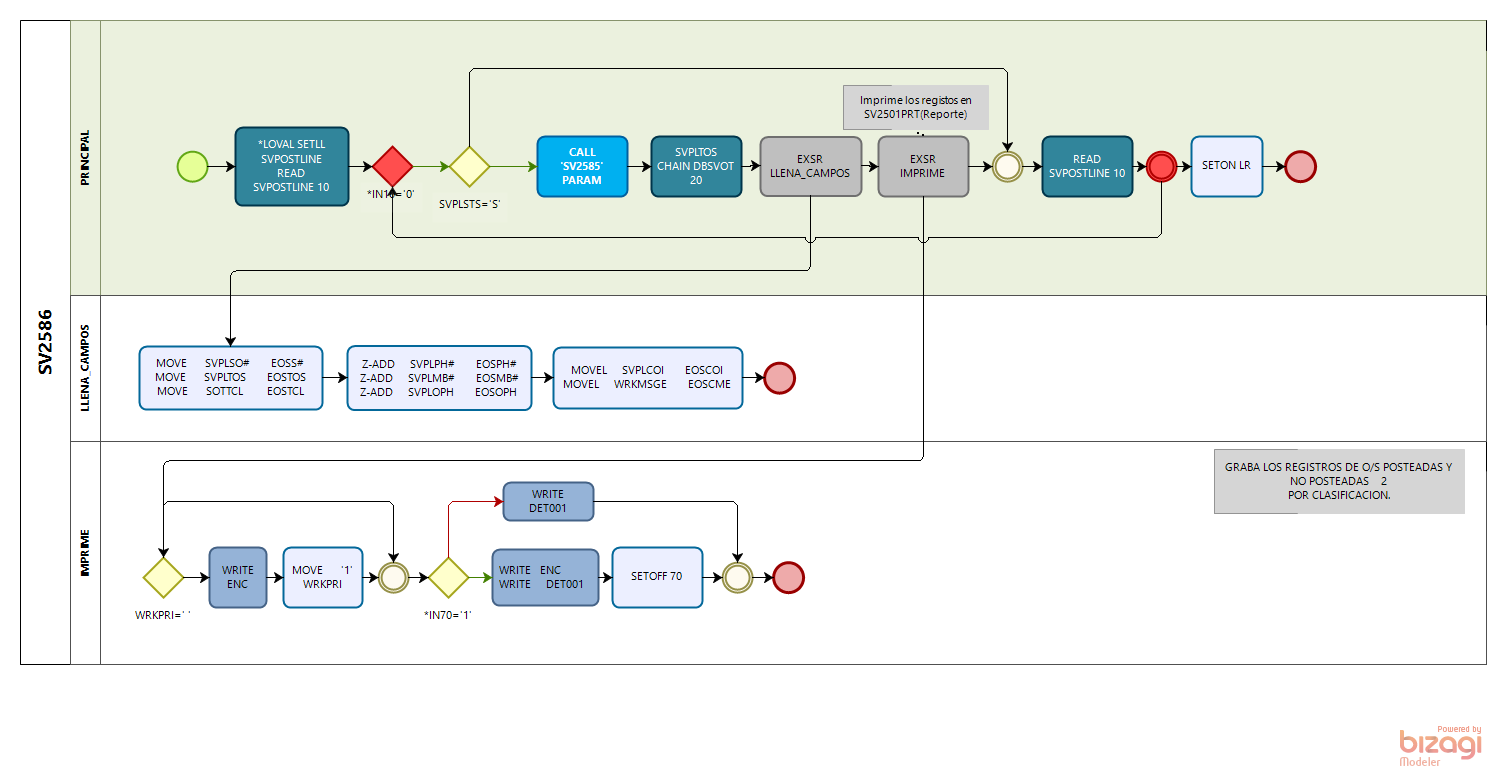 SV2586
PRINCIPAL
Imprime los registos en
SV2501PRT(Reporte)
*LOVAL SETLL
SVPOSTLINE
READ
SVPOSTLINE 10
*IN10='0'
SVPLSTS='S'
CALL
'SV2585'
PARAM
SVPLTOS
CHAIN DBSVOT
20
EXSR
LLENA_CAMPOS
EXSR
IMPRIME
READ
SVPOSTLINE 10
SETON LR
LLENA_CAMPOS
MOVE SVPLSO# EOSS#
MOVE SVPLTOS EOSTOS
MOVE SOTTCL EOSTCL
Z-ADD SVPLPH# EOSPH#
Z-ADD SVPLMB# EOSMB#
Z-ADD SVPLOPH EOSOPH
MOVEL SVPLCOI EOSCOI
MOVEL WRKMSGE EOSCME
IMPRIME
GRABA LOS REGISTROS DE O/S POSTEADAS Y
NO POSTEADAS 2
POR CLASIFICACION.
WRKPRI=' '
WRITE
ENC
MOVE '1'
WRKPRI
*IN70='1'
WRITE
DET001
WRITE ENC
WRITE DET001
SETOFF 70
Powered by
bizagi
Modeler